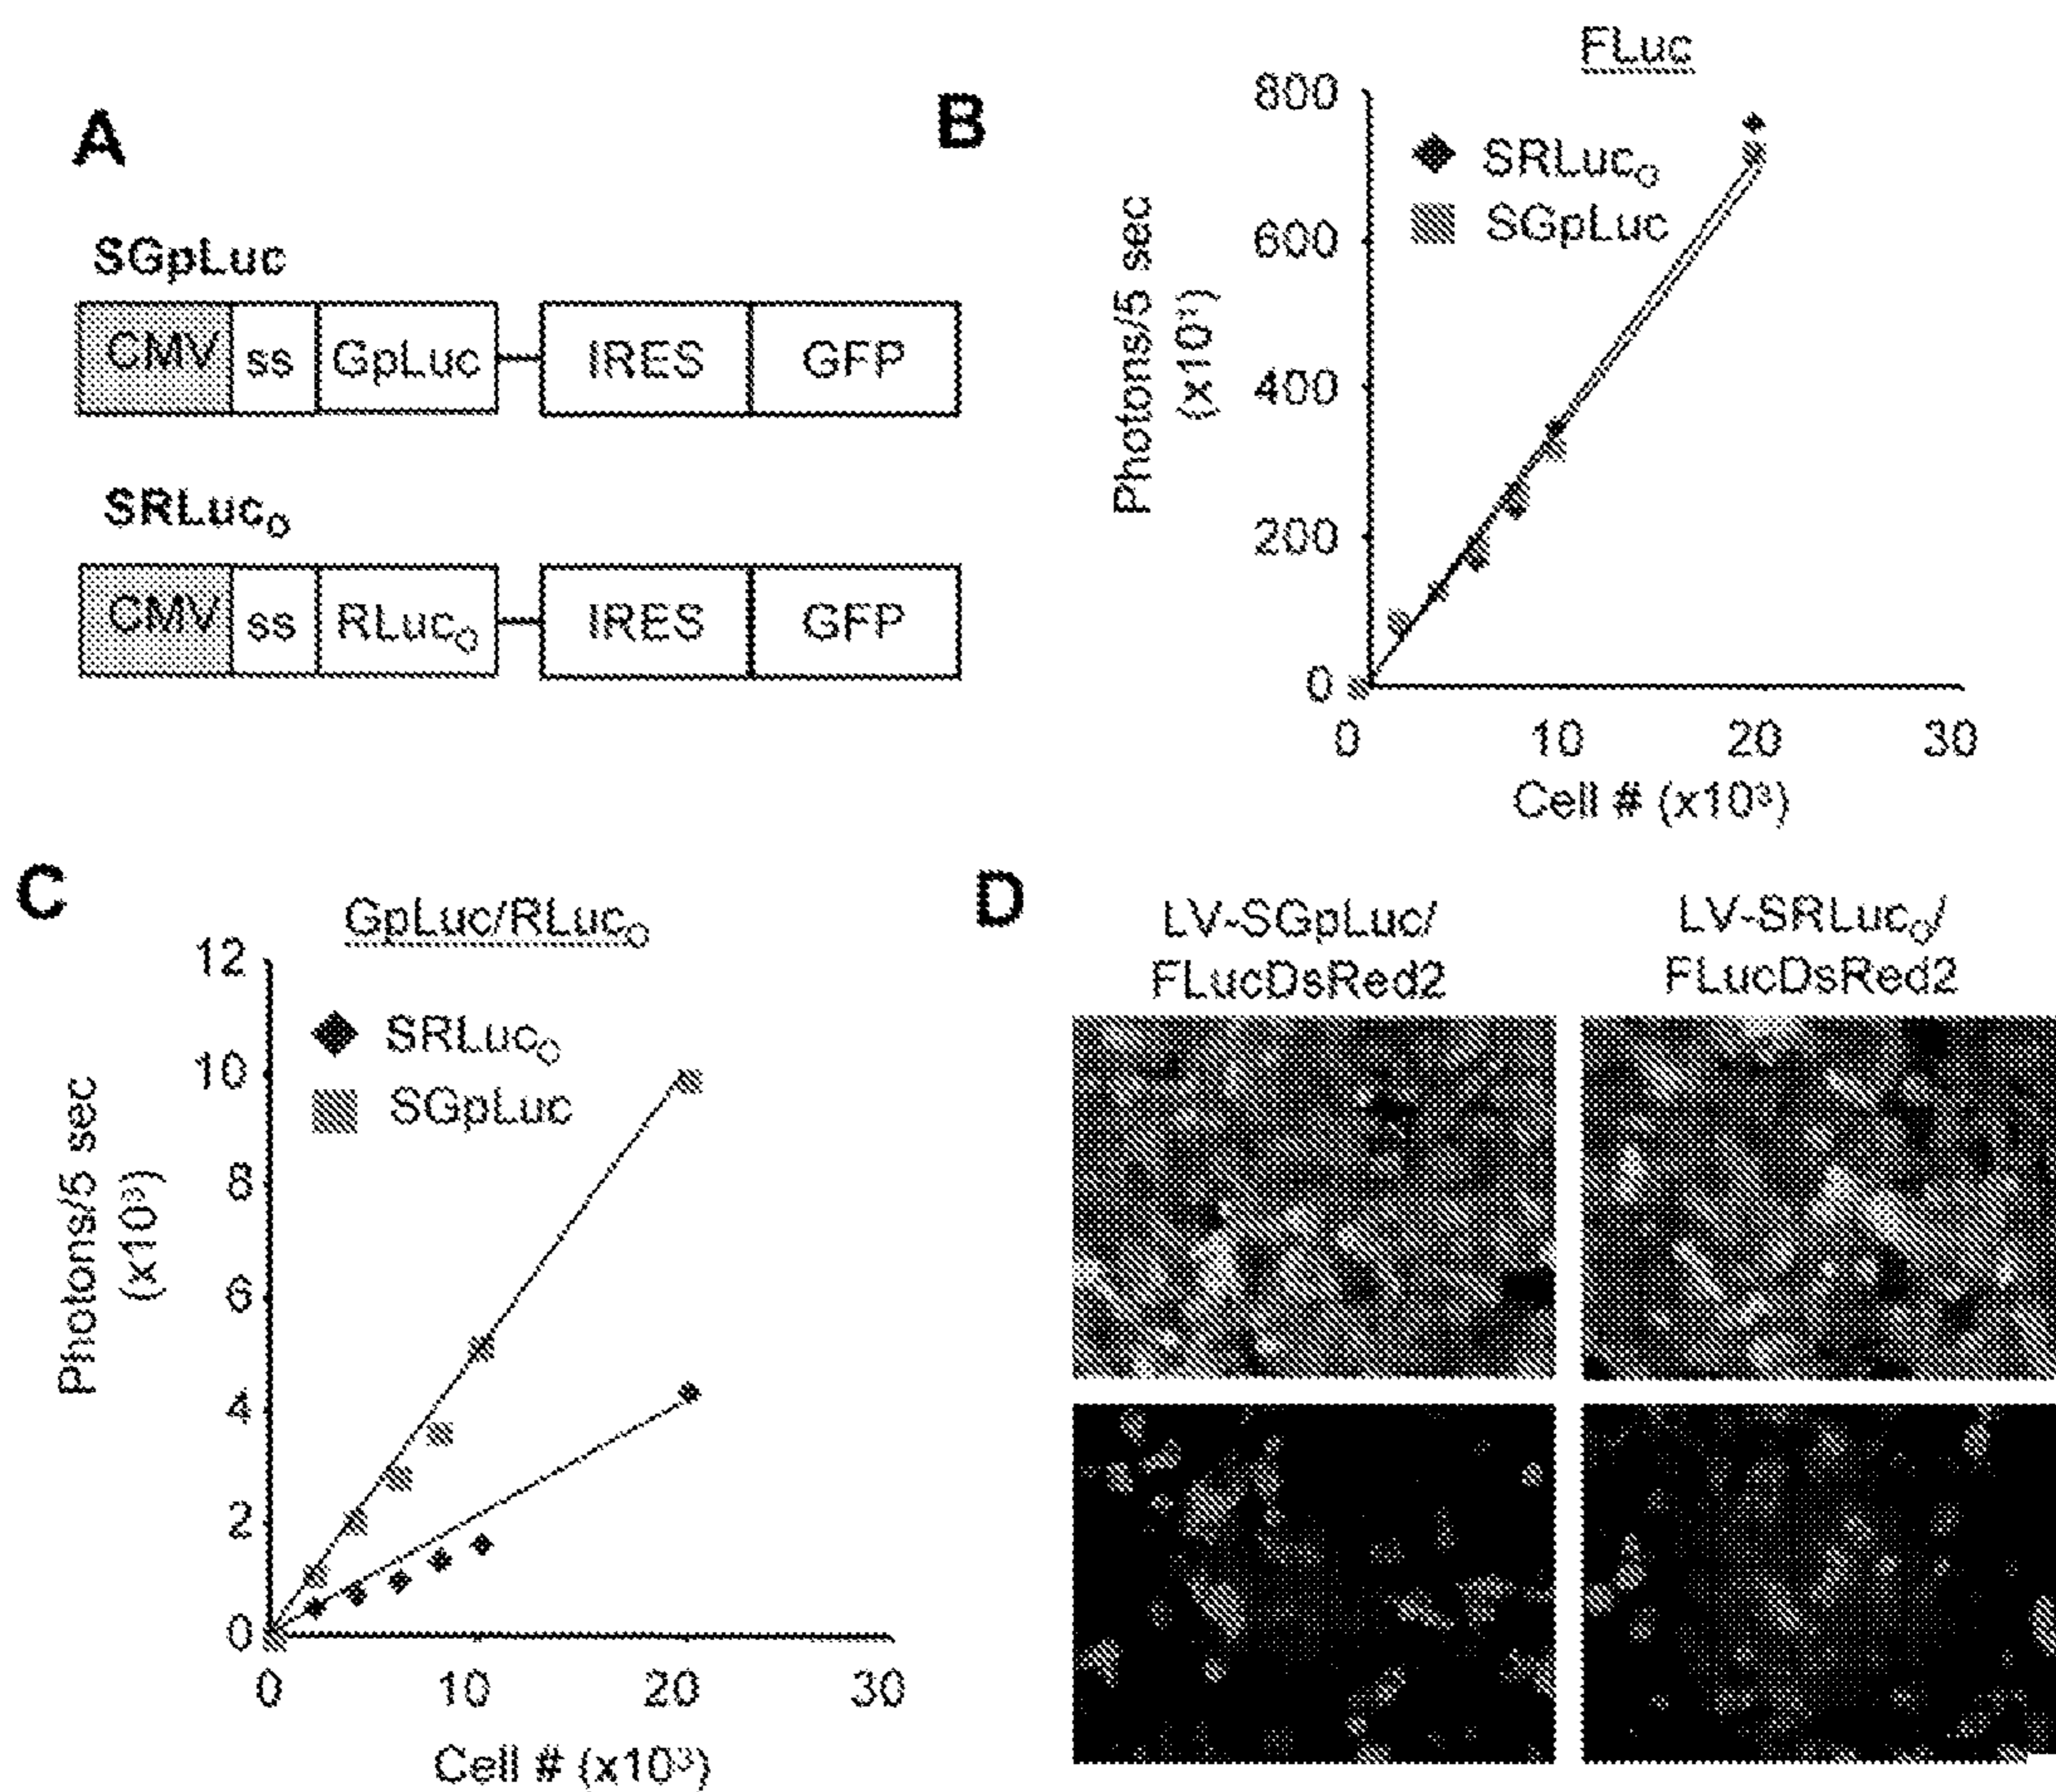 A
SGpLuc
CMV ss GpLuc IRES GFP
SRLucO
CMV ss RLucO IRES GFP
B
FLuc
800
600
400
200
0
SRLucO
SGpLuc
Photons/5 sec
0 10 20 30
Cell # (x10³)
C
GpLuc/RLucO
12
10
8
6
4
2
0
SRLucO
SGpLuc
Photons/5 sec
(x10³)
0 10 20 30
Cell # (x10³)
D
LV-SGpLuc/
FLucDsRed2
LV-SRLucO/
FLucDsRed2